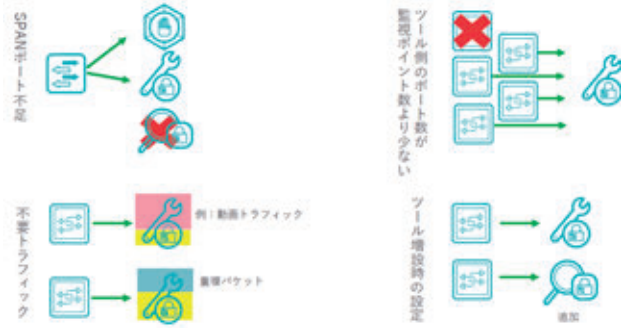 SPANポート不足
ツール側のポート数が
監視ポイント数より少ない
不要トラフィック
例：動画トラフィック
重複パケット
ツール増設時の設定
追加